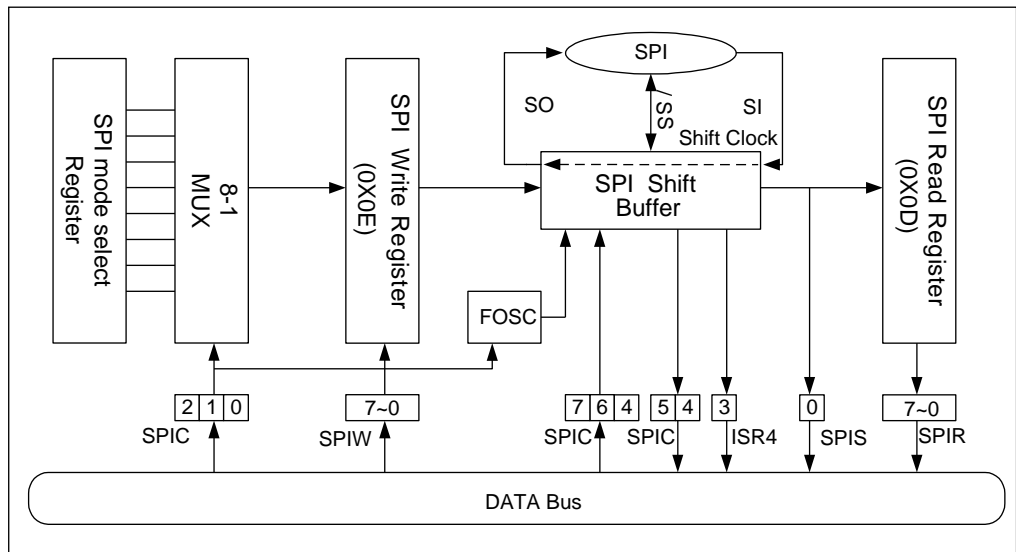 SPI
SO
/SS
SI
Shift Clock
SPI mode select
Register
8-1
MUX
SPI Write Register
(0X0E)
SPI Shift
Buffer
SPI Read Register
(0X0D)
FOSC
2 1 0
7~0
7 6 4
5 4
3
0
7~0
SPIC
SPIW
SPIC
SPIC
ISR4
SPIS
SPIR
DATA Bus